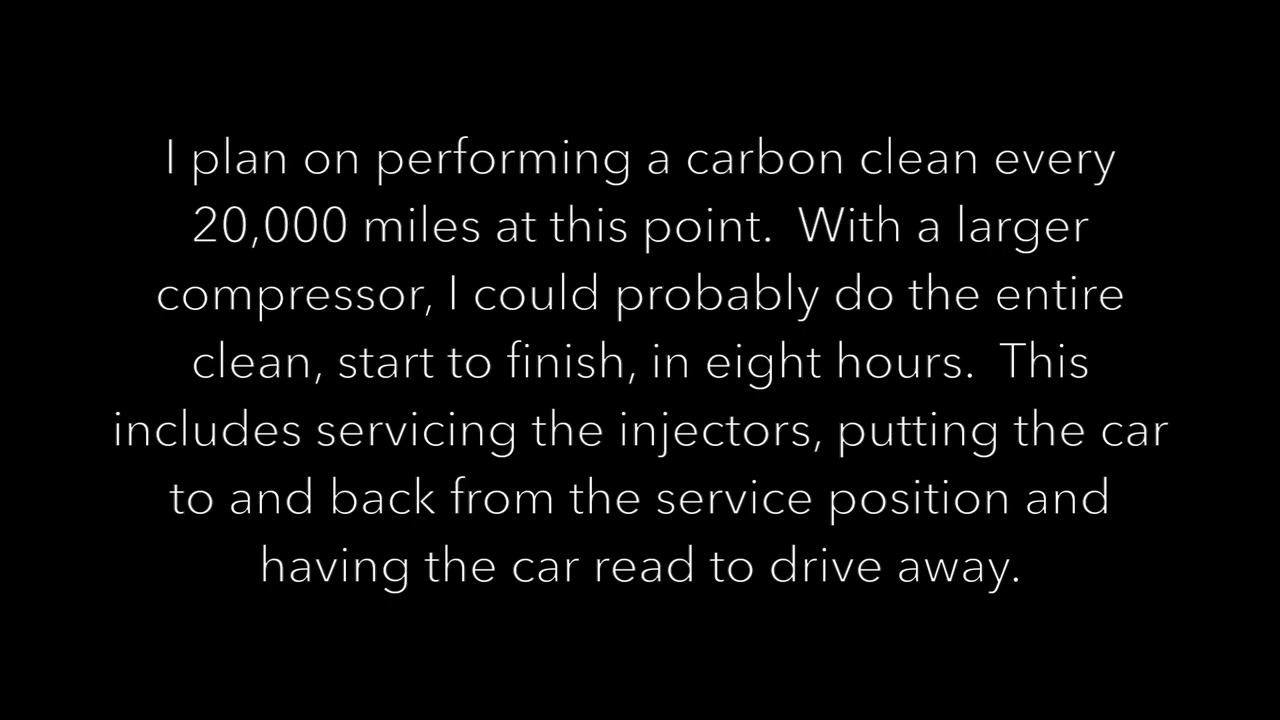 I plan on performing a carbon clean every
20,000 miles at this point.  With a larger
compressor, I could probably do the entire
clean, start to finish, in eight hours.  This
includes servicing the injectors, putting the car
to and back from the service position and
having the car read to drive away.